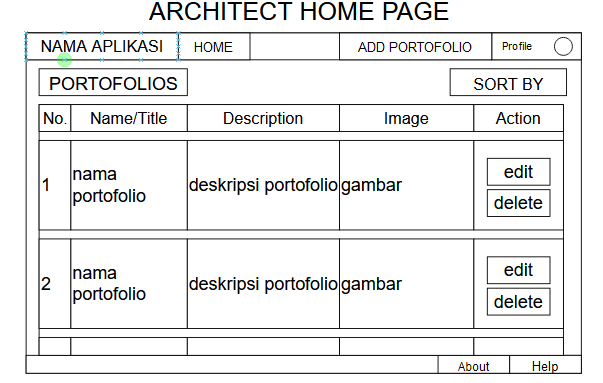 ARCHITECT HOME PAGE
NAMA APLIKASI HOME ADD PORTOFOLIO Profile
PORTOFOLIOS SORT BY
No. Name/Title Description Image Action
1 nama portofolio deskripsi portofolio gambar edit delete
2 nama portofolio deskripsi portofolio gambar edit delete
About Help